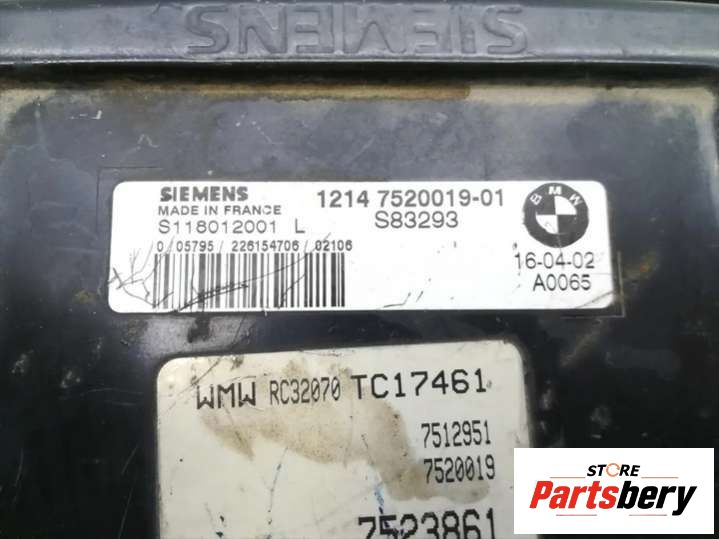 SIEMENS
SIEMENS 1214 7520019-01
MADE IN FRANCE S83293
S118012001 L
BMW
0 05795 / 226154706 / 02106
16-04-02
A0065
WMW RC32070 TC17461
7512951
7520019
7523861
STORE
Partsbery